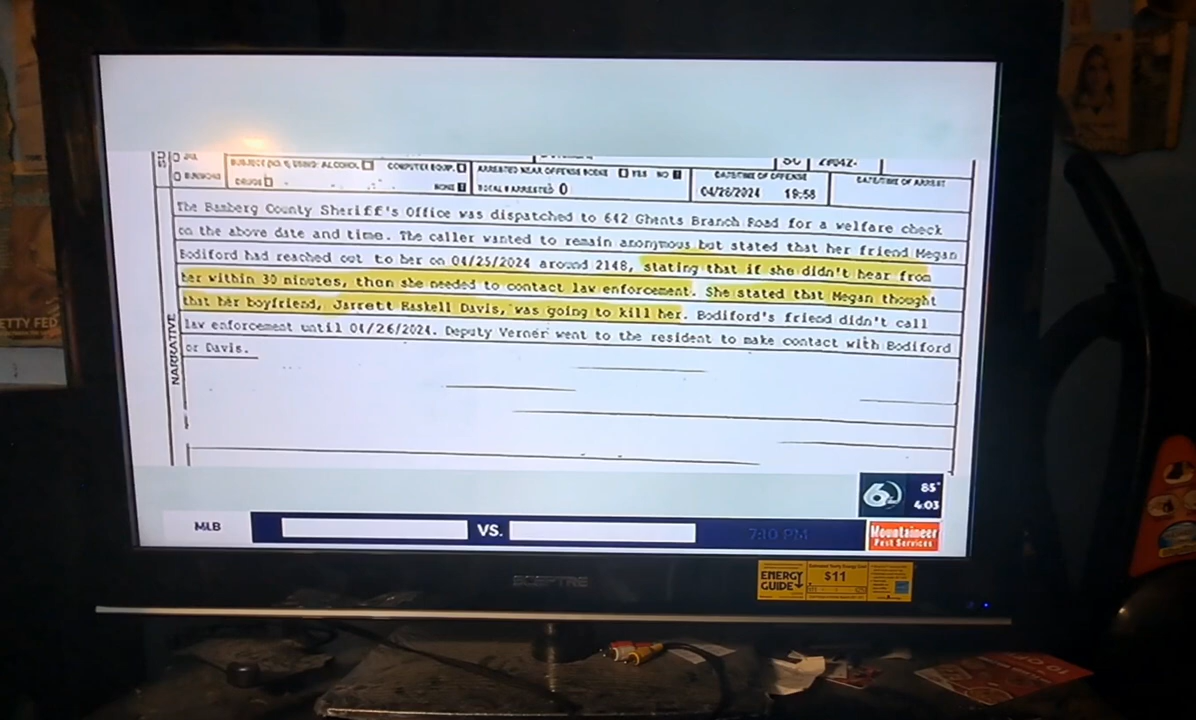 COMPUTER EQUIP.
ARRESTED NEAR OFFENSE SCENE YES NO
DATE/TIME OF OFFENSE
DATE/TIME OF ARREST
DRUGS
NONE
TOTAL # ARRESTED 0
04/26/2024 19:58
The Bamberg County Sheriff's Office was dispatched to 642 Ghents Branch Road for a welfare check
on the above date and time. The caller wanted to remain anonymous but stated that her friend Megan
Bodiford had reached out to her on 04/25/2024 around 2148, stating that if she didn't hear from
her within 30 minutes, then she needed to contact law enforcement. She stated that Megan thought
that her boyfriend, Jarrett Haskell Davis, was going to kill her. Bodiford's friend didn't call
law enforcement until 04/26/2024. Deputy Verner went to the resident to make contact with Bodiford
or Davis.
NARRATIVE
6
85°
4:03
MLB
VS.
7:10 PM
Mountaineer
Pest Services
SCEPTRE
ENERGY
GUIDE
$11
ETTY FED